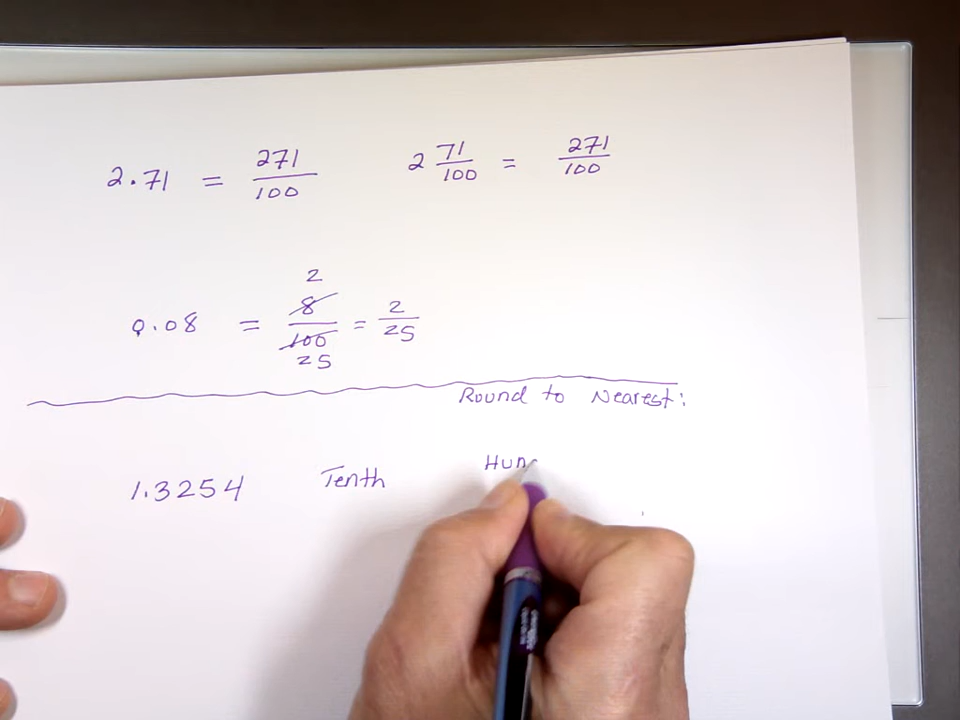 2.71 = 271/100   2 71/100 = 271/100
2
0.08 = 8/100 = 2/25
25
Round to Nearest:
1.3254   Tenth   Hun